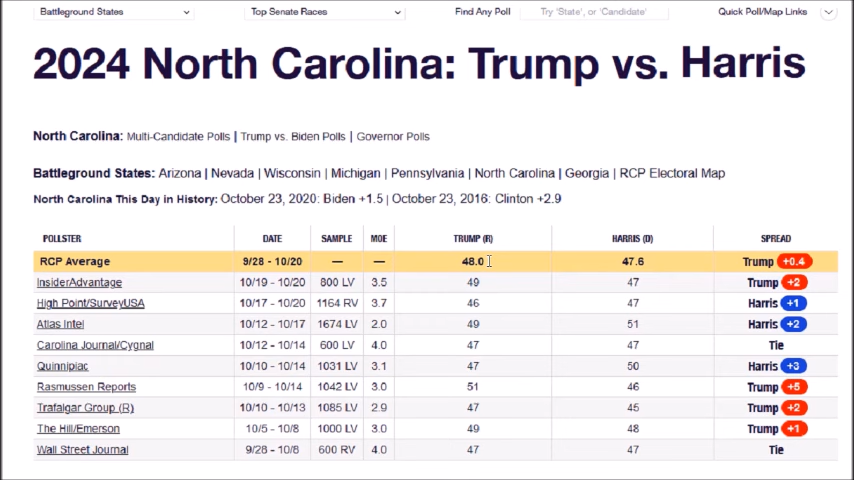 Battleground States Top Senate Races Find Any Poll Try 'State', or 'Candidate' Quick Poll/Map Links
2024 North Carolina: Trump vs. Harris
North Carolina: Multi-Candidate Polls | Trump vs. Biden Polls | Governor Polls
Battleground States: Arizona | Nevada | Wisconsin | Michigan | Pennsylvania | North Carolina | Georgia | RCP Electoral Map
North Carolina This Day in History: October 23, 2020: Biden +1.5 | October 23, 2016: Clinton +2.9
POLLSTER DATE SAMPLE MOE TRUMP (R) HARRIS (D) SPREAD
RCP Average 9/28 - 10/20 — — 48.0 47.6 Trump +0.4
InsiderAdvantage 10/19 - 10/20 800 LV 3.5 49 47 Trump +2
High Point/SurveyUSA 10/17 - 10/20 1164 RV 3.7 46 47 Harris +1
Atlas Intel 10/12 - 10/17 1674 LV 2.0 49 51 Harris +2
Carolina Journal/Cygnal 10/12 - 10/14 600 LV 4.0 47 47 Tie
Quinnipiac 10/10 - 10/14 1031 LV 3.1 47 50 Harris +3
Rasmussen Reports 10/9 - 10/14 1042 LV 3.0 51 46 Trump +5
Trafalgar Group (R) 10/10 - 10/13 1085 LV 2.9 47 45 Trump +2
The Hill/Emerson 10/5 - 10/8 1000 LV 3.0 49 48 Trump +1
Wall Street Journal 9/28 - 10/8 600 RV 4.0 47 47 Tie